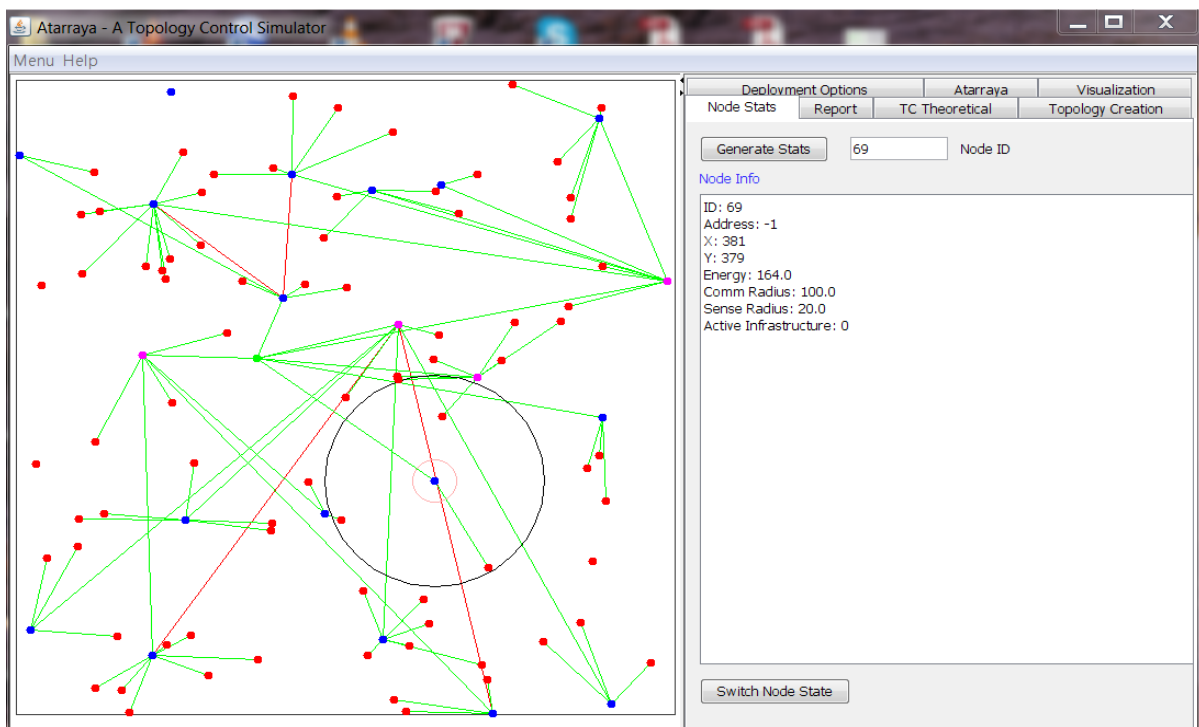 Atarraya - A Topology Control Simulator
Menu Help
Deployment Options Atarraya Visualization
Node Stats Report TC Theoretical Topology Creation
Generate Stats 69 Node ID
Node Info
ID: 69
Address: -1
X: 381
Y: 379
Energy: 164.0
Comm Radius: 100.0
Sense Radius: 20.0
Active Infrastructure: 0
Switch Node State